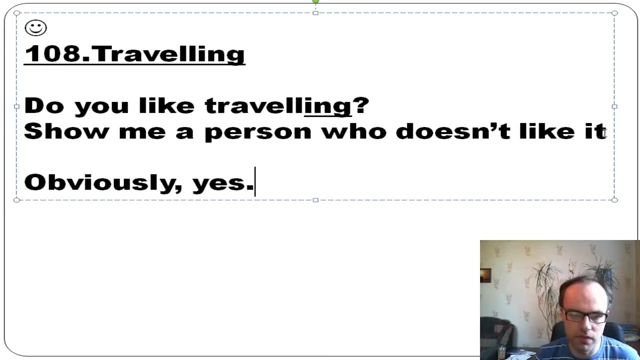 108.Travelling
Do you like travelling?
Show me a person who doesn't like it
Obviously, yes.